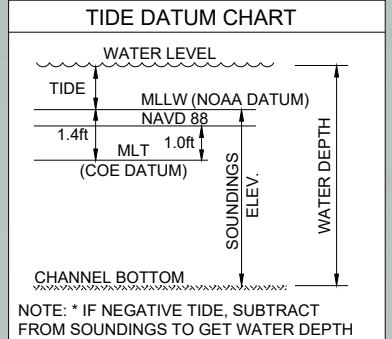 TIDE DATUM CHART
WATER LEVEL
TIDE
MLLW (NOAA DATUM)
NAVD 88
1.4ft
MLT
1.0ft
(COE DATUM)
SOUNDINGS
ELEV.
WATER DEPTH
CHANNEL BOTTOM
NOTE: * IF NEGATIVE TIDE, SUBTRACT
FROM SOUNDINGS TO GET WATER DEPTH